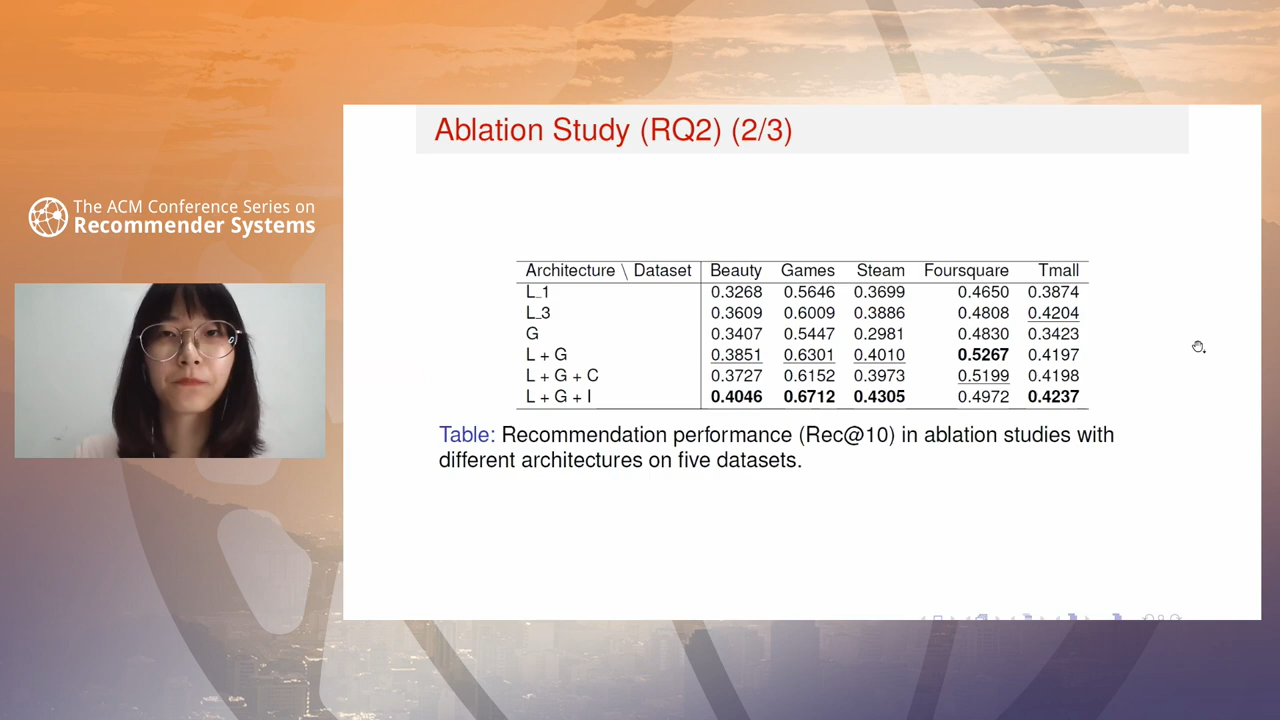 The ACM Conference Series on
Recommender Systems
Ablation Study (RQ2) (2/3)
Architecture \ Dataset Beauty Games Steam Foursquare Tmall
L_1 0.3268 0.5646 0.3699 0.4650 0.3874
L_3 0.3609 0.6009 0.3886 0.4808 0.4204
G 0.3407 0.5447 0.2981 0.4830 0.3423
L + G 0.3851 0.6301 0.4010 0.5267 0.4197
L + G + C 0.3727 0.6152 0.3973 0.5199 0.4198
L + G + I 0.4046 0.6712 0.4305 0.4972 0.4237
Table: Recommendation performance (Rec@10) in ablation studies with
different architectures on five datasets.